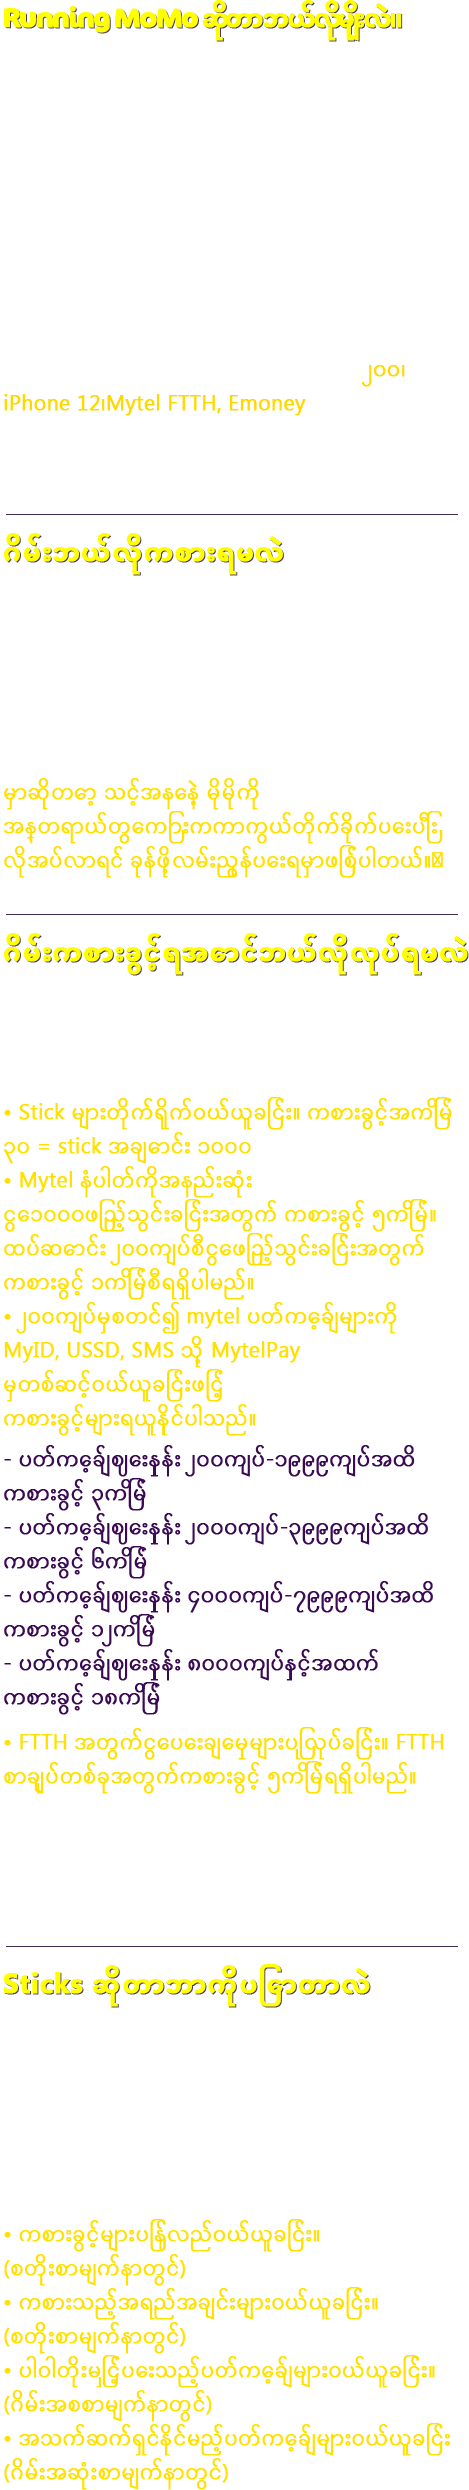 Running MoMo ဆိုတာဘယ်လိုမျိုးလဲ။
၂၀၀၊
iPhone 12၊Mytel FTTH, Emoney
ဂိမ်းဘယ်လိုကစားရမလဲ
မှာဆိုတော့ သင့်အနေနဲ့ မိုမိုကို
အန္တရာယ်တွေကြားကကာကွယ်တိုက်ခိုက်ပေးပြီး,
လိုအပ်လာရင် ခုန်ဖို့လမ်းညွှန်ပေးရမှာဖြစ်ပါတယ်။
ဂိမ်းကစားခွင့်ရအောင်ဘယ်လိုလုပ်ရမလဲ
• Stick များတိုက်ရိုက်ဝယ်ယူခြင်း။ ကစားခွင့်အကြိမ်
၃၀ = stick အချောင်း ၁၀၀၀
• Mytel နံပါတ်ကိုအနည်းဆုံး
ငွေ၁၀၀၀ဖြည့်သွင်းခြင်းအတွက် ကစားခွင့် ၅ကြိမ်။
ထပ်ဆောင်း ၂၀၀ကျပ်စီငွေဖြည့်သွင်းခြင်းအတွက်
ကစားခွင့် ၁ကြိမ်စီရရှိပါမည်။
• ၂၀၀ကျပ်မှစတင်၍ mytel ပတ်ကေ့ချ်များကို
MyID, USSD, SMS သို့ MytelPay
မှတစ်ဆင့်ဝယ်ယူခြင်းဖြင့်
ကစားခွင့်များရယူနိုင်ပါသည်။
- ပတ်ကေ့ချ်ဈေးနှုန်း ၂၀၀ကျပ်-၁၉၉၉ကျပ်အထိ
ကစားခွင့် ၃ကြိမ်
- ပတ်ကေ့ချ်ဈေးနှုန်း ၂၀၀၀ကျပ်-၃၉၉၉ကျပ်အထိ
ကစားခွင့် ၆ကြိမ်
- ပတ်ကေ့ချ်ဈေးနှုန်း ၄၀၀၀ကျပ်-၇၉၉၉ကျပ်အထိ
ကစားခွင့် ၁၂ကြိမ်
- ပတ်ကေ့ချ်ဈေးနှုန်း ၈၀၀၀ကျပ်နှင့်အထက်
ကစားခွင့် ၁၈ကြိမ်
• FTTH အတွက်ငွေပေးချေမှုများပြုလုပ်ခြင်း။ FTTH
စာချုပ်တစ်ခုအတွက်ကစားခွင့် ၅ကြိမ်ရရှိပါမည်။
Sticks ဆိုတာဘာကိုပြောတာလဲ
• ကစားခွင့်များပြန်လည်ဝယ်ယူခြင်း။
(စတိုးစာမျက်နာတွင်)
• ကစားသည့်အရည်အချင်းများဝယ်ယူခြင်း။
(စတိုးစာမျက်နာတွင်)
• ပါဝါတိုးမြှင့်ပေးသည့်ပတ်ကေ့ချ်များဝယ်ယူခြင်း။
(ဂိမ်းအစစာမျက်နာတွင်)
• အသက်ဆက်ရှင်နိုင်မည့်ပတ်ကေ့ချ်များဝယ်ယူခြင်း
(ဂိမ်းအဆုံးစာမျက်နာတွင်)